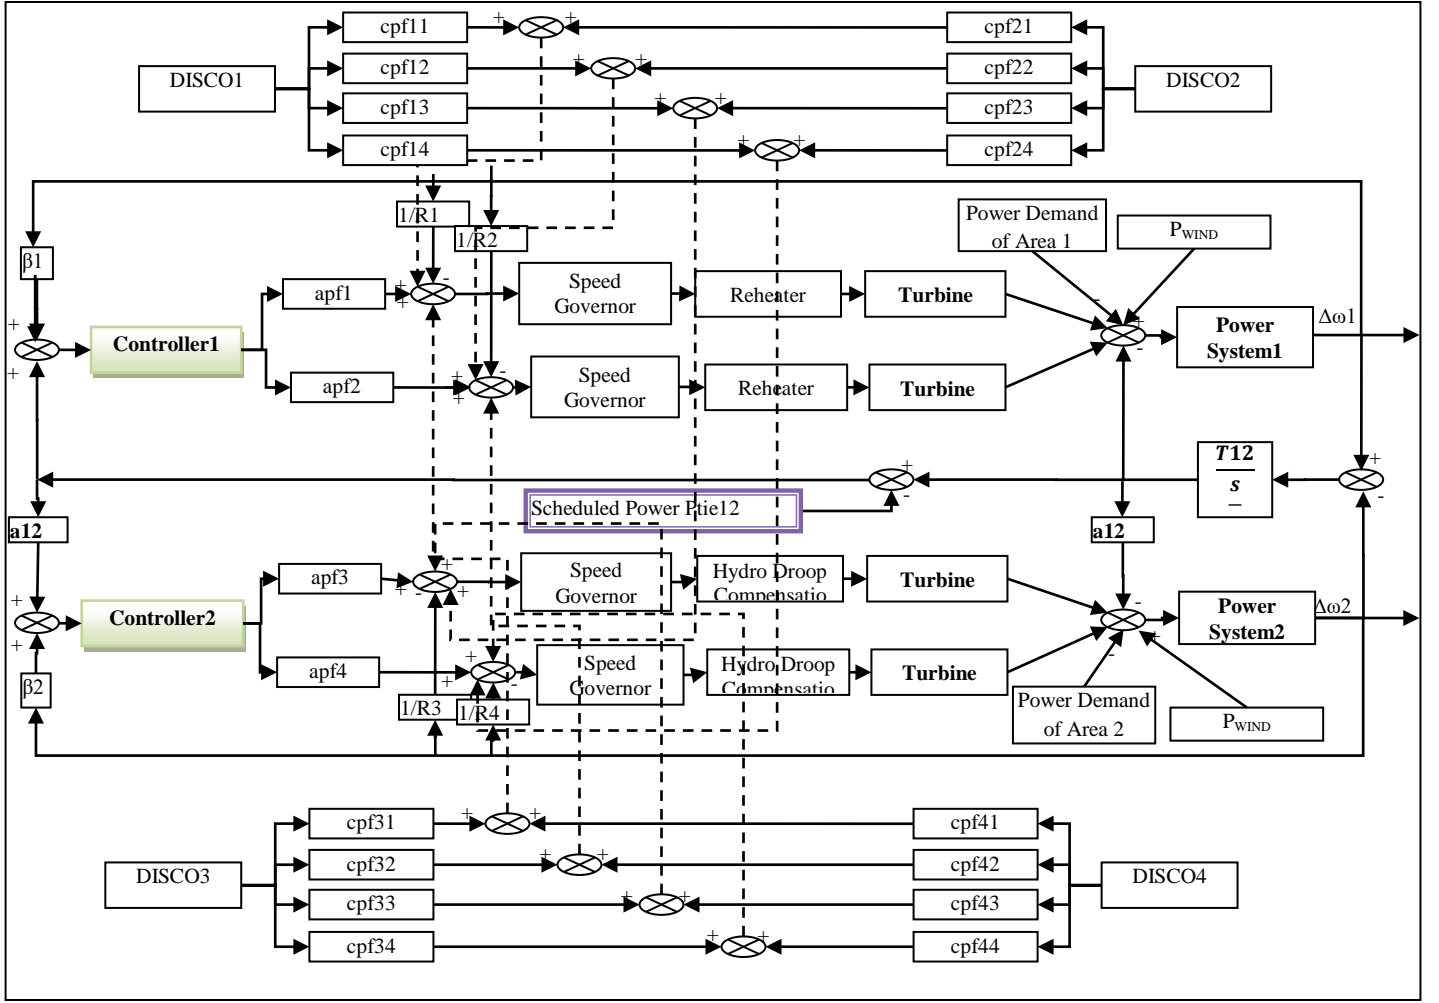 cpf11
cpf21
cpf12
cpf22
DISCO1
DISCO2
cpf13
cpf23
cpf14
cpf24
1/R1
1/R2
Power Demand
of Area 1
PWIND
β1
apf1
Speed
Governor
Reheater
Turbine
Controller1
Power
System1
Δω1
apf2
Speed
Governor
Reheater
Turbine
T12
s
Scheduled Power Ptie12
a12
a12
apf3
Speed
Governor
Hydro Droop
Compensatio
Turbine
Controller2
Power
System2
Δω2
apf4
Speed
Governor
Hydro Droop
Compensatio
Turbine
β2
1/R3
1/R4
Power Demand
of Area 2
PWIND
cpf31
cpf41
cpf32
cpf42
DISCO3
DISCO4
cpf33
cpf43
cpf34
cpf44